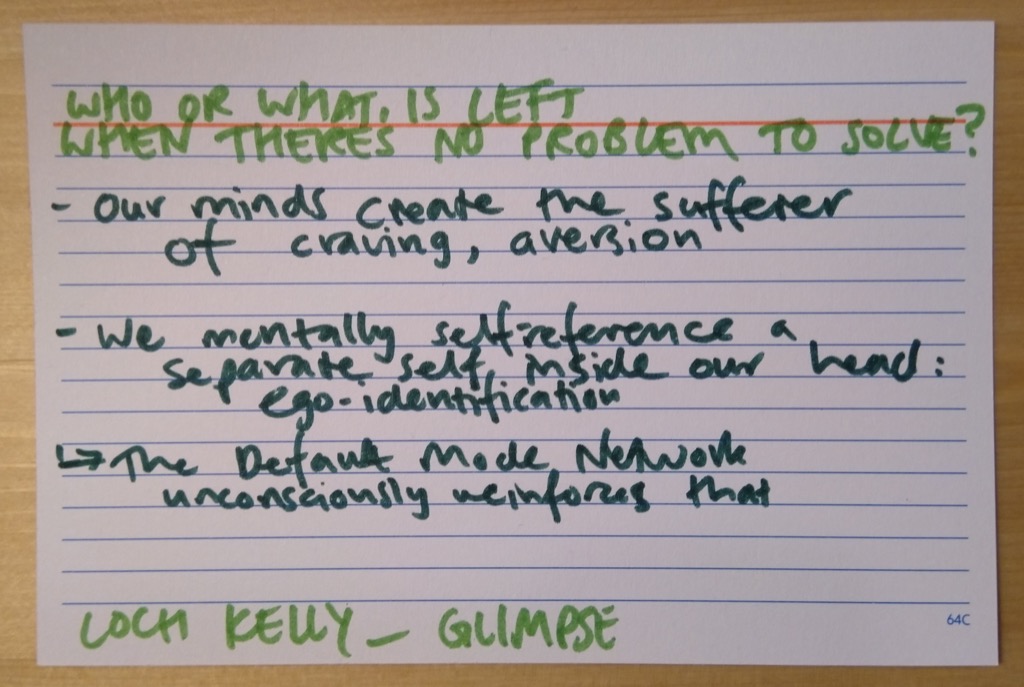 WHO OR WHAT, IS LEFT
WHEN THERES NO PROBLEM TO SOLVE?
- Our minds create the sufferer
of craving, aversion
- We mentally self-reference a
separate self, inside our head:
ego-identification
↳ The Default Mode Network
unconsciously reinforces that
LOCH KELLY - GLIMPSE
64C